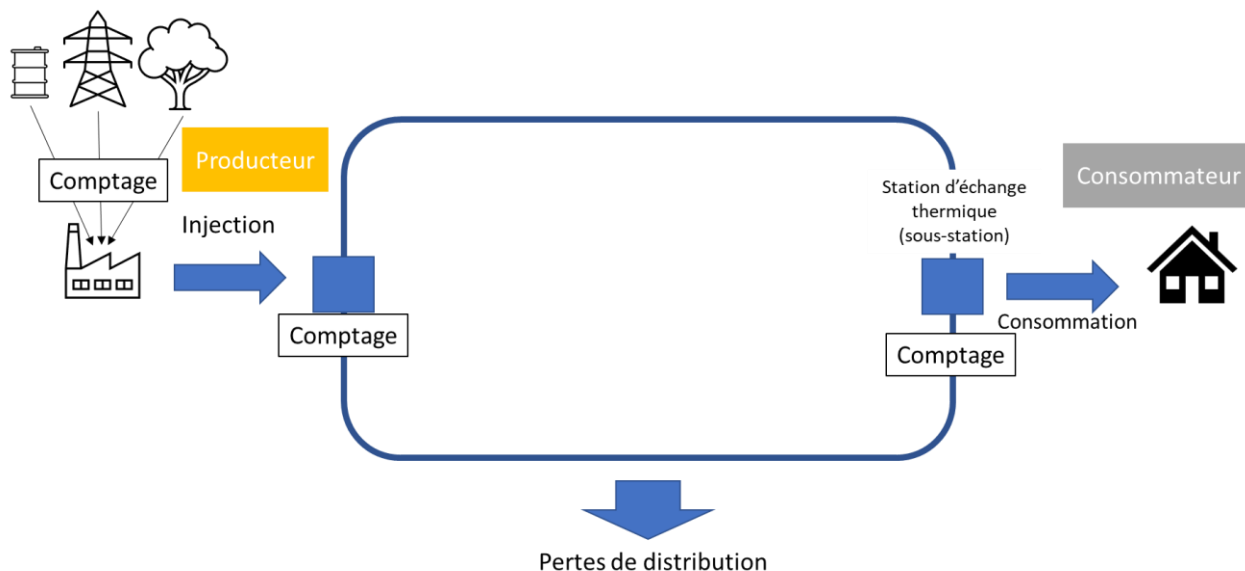 Comptage
Producteur
Injection
Comptage
Station d'échange
thermique
(sous-station)
Consommateur
Consommation
Comptage
Pertes de distribution